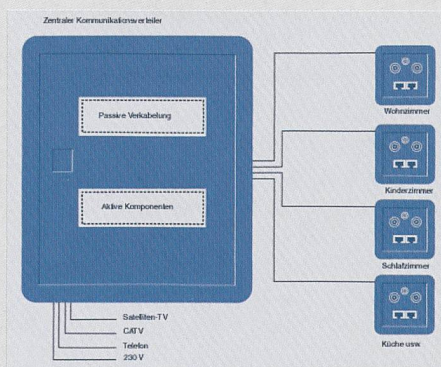 Zentraler Kommunikationsverteiler
Passive Verkabelung
Aktive Komponenten
Wohnzimmer
Kinderzimmer
Schlafzimmer
Küche usw.
Satelliten-TV
CATV
Telefon
230 V